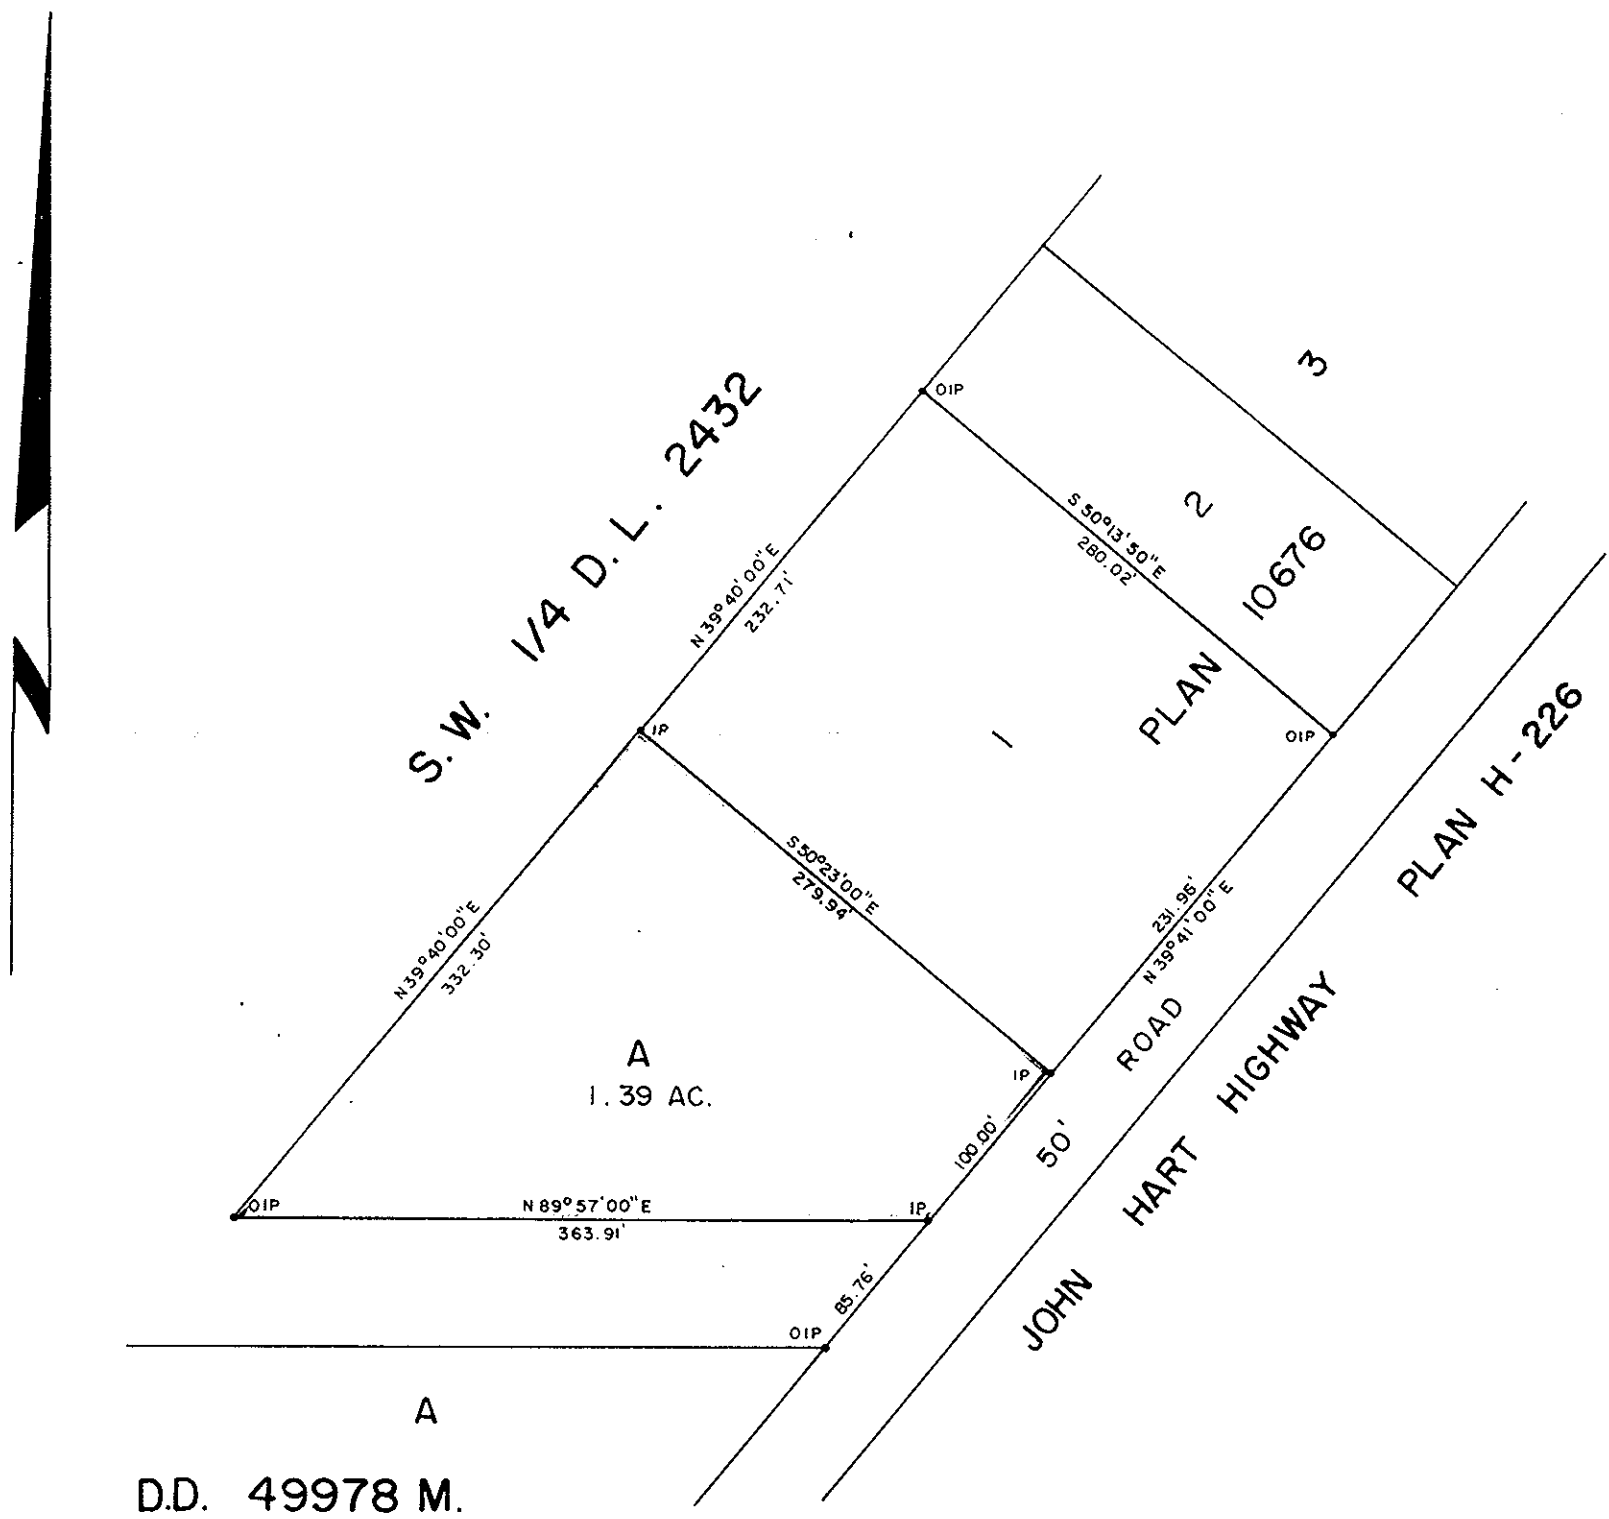 3
OIP
S. W. 1/4 D. L. 2432
2
S 50°13'50"E
280.02'
N 39°40'00"E
232.71'
PLAN 10676
IP
1
OIP
PLAN H-226
S 50°23'00"E
279.94'
231.96'
N 39°41'00"E
N 39°40'00"E
332.30'
ROAD
50'
A
1.39 AC.
IP
100.00'
JOHN HART HIGHWAY
OIP
N 89°57'00"E
363.91'
IP
85.76'
OIP
A
D.D. 49978 M.